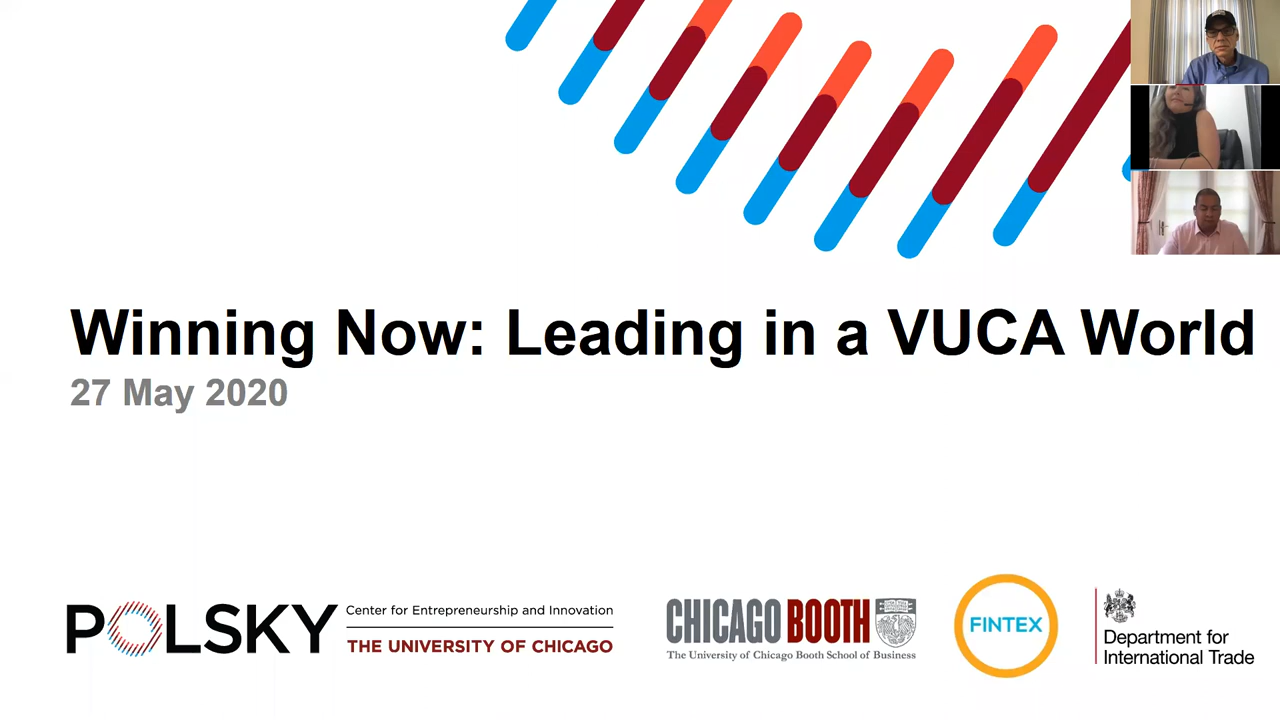 Winning Now: Leading in a VUCA World
27 May 2020
POLSKY
Center for Entrepreneurship and Innovation
THE UNIVERSITY OF CHICAGO
CHICAGO BOOTH
The University of Chicago Booth School of Business
FINTEX
Department for
International Trade